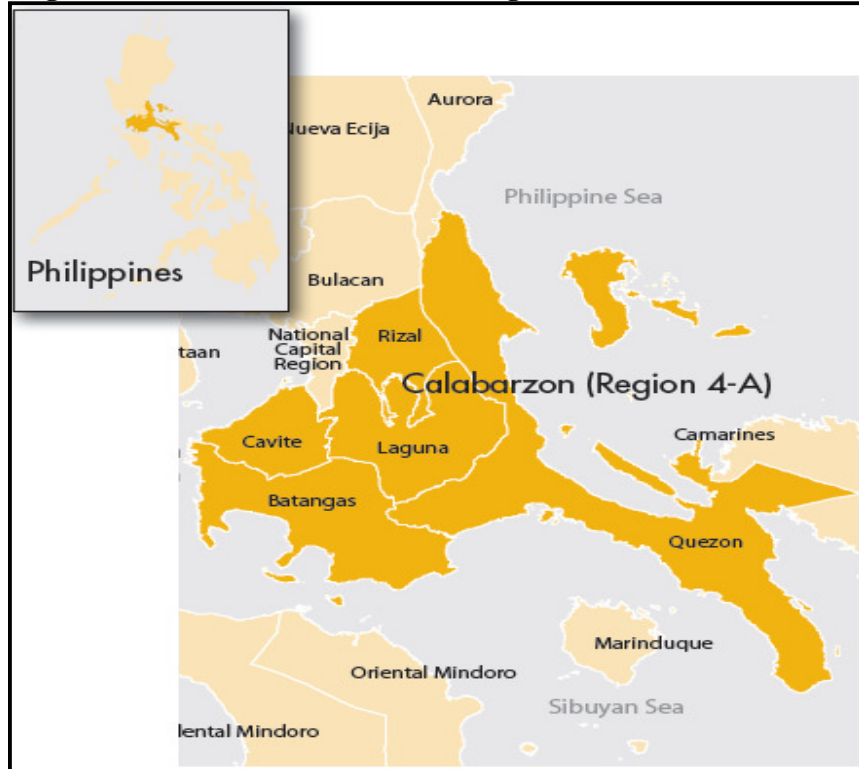 Philippines
Aurora
Nueva Ecija
Philippine Sea
Bulacan
National
Capital
Region
Rizal
taan
Calabarzon (Region 4-A)
Cavite
Laguna
Camarines
Batangas
Quezon
Marinduque
Oriental Mindoro
Sibuyan Sea
lental Mindoro